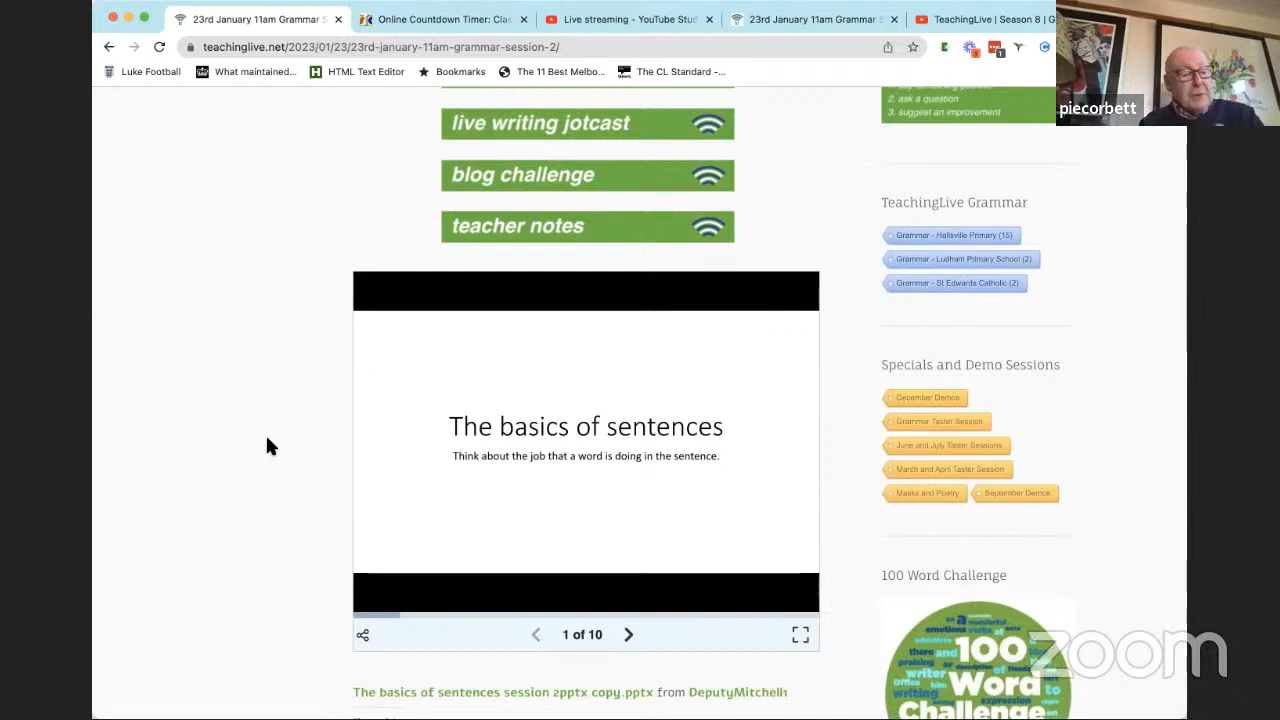 23rd January 11am Grammar S
Online Countdown Timer: Clas
Live streaming - YouTube Stud
23rd January 11am Grammar S
TeachingLive | Season 8 | G
teachinglive.net/2023/01/23/23rd-january-11am-grammar-session-2/
Luke Football
What maintained...
HTML Text Editor
Bookmarks
The 11 Best Melbo...
The CL Standard -...
piecorbett
2. ask a question
3. suggest an improvement
live writing jotcast
blog challenge
teacher notes
The basics of sentences
Think about the job that a word is doing in the sentence.
1 of 10
The basics of sentences session 2pptx copy.pptx from DeputyMitchell1
TeachingLive Grammar
Grammar - Hallsville Primary (15)
Grammar - Ludham Primary School (2)
Grammar - St Edwards Catholic (2)
Specials and Demo Sessions
December Demos
Grammar Taster Session
June and July Taster Sessions
March and April Taster Session
Masks and Poetry
September Demos
100 Word Challenge
100
Word
Challenge
zoom